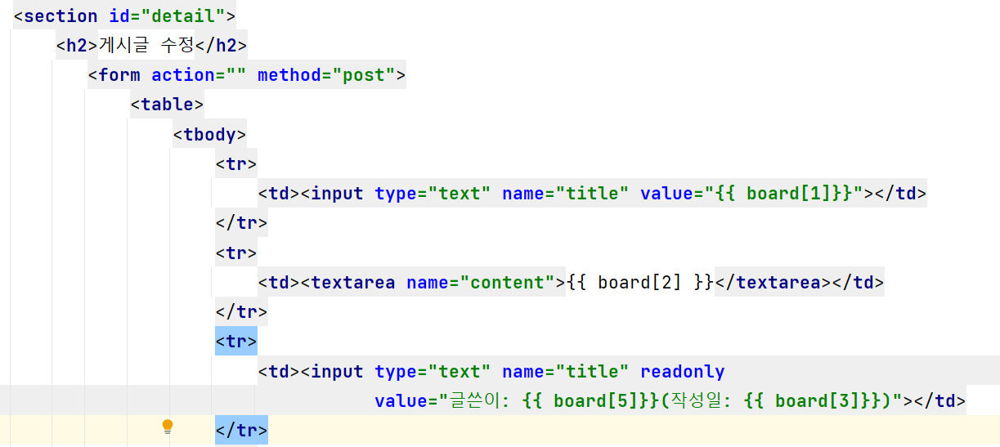 <section id="detail">
<h2>게시글 수정</h2>
<form action="" method="post">
<table>
<tbody>
<tr>
<td><input type="text" name="title" value="{{ board[1]}}"></td>
</tr>
<tr>
<td><textarea name="content">{{ board[2] }}</textarea></td>
</tr>
<tr>
<td><input type="text" name="title" readonly
value="글쓴이: {{ board[5]}}(작성일: {{ board[3]}})"></td>
</tr>